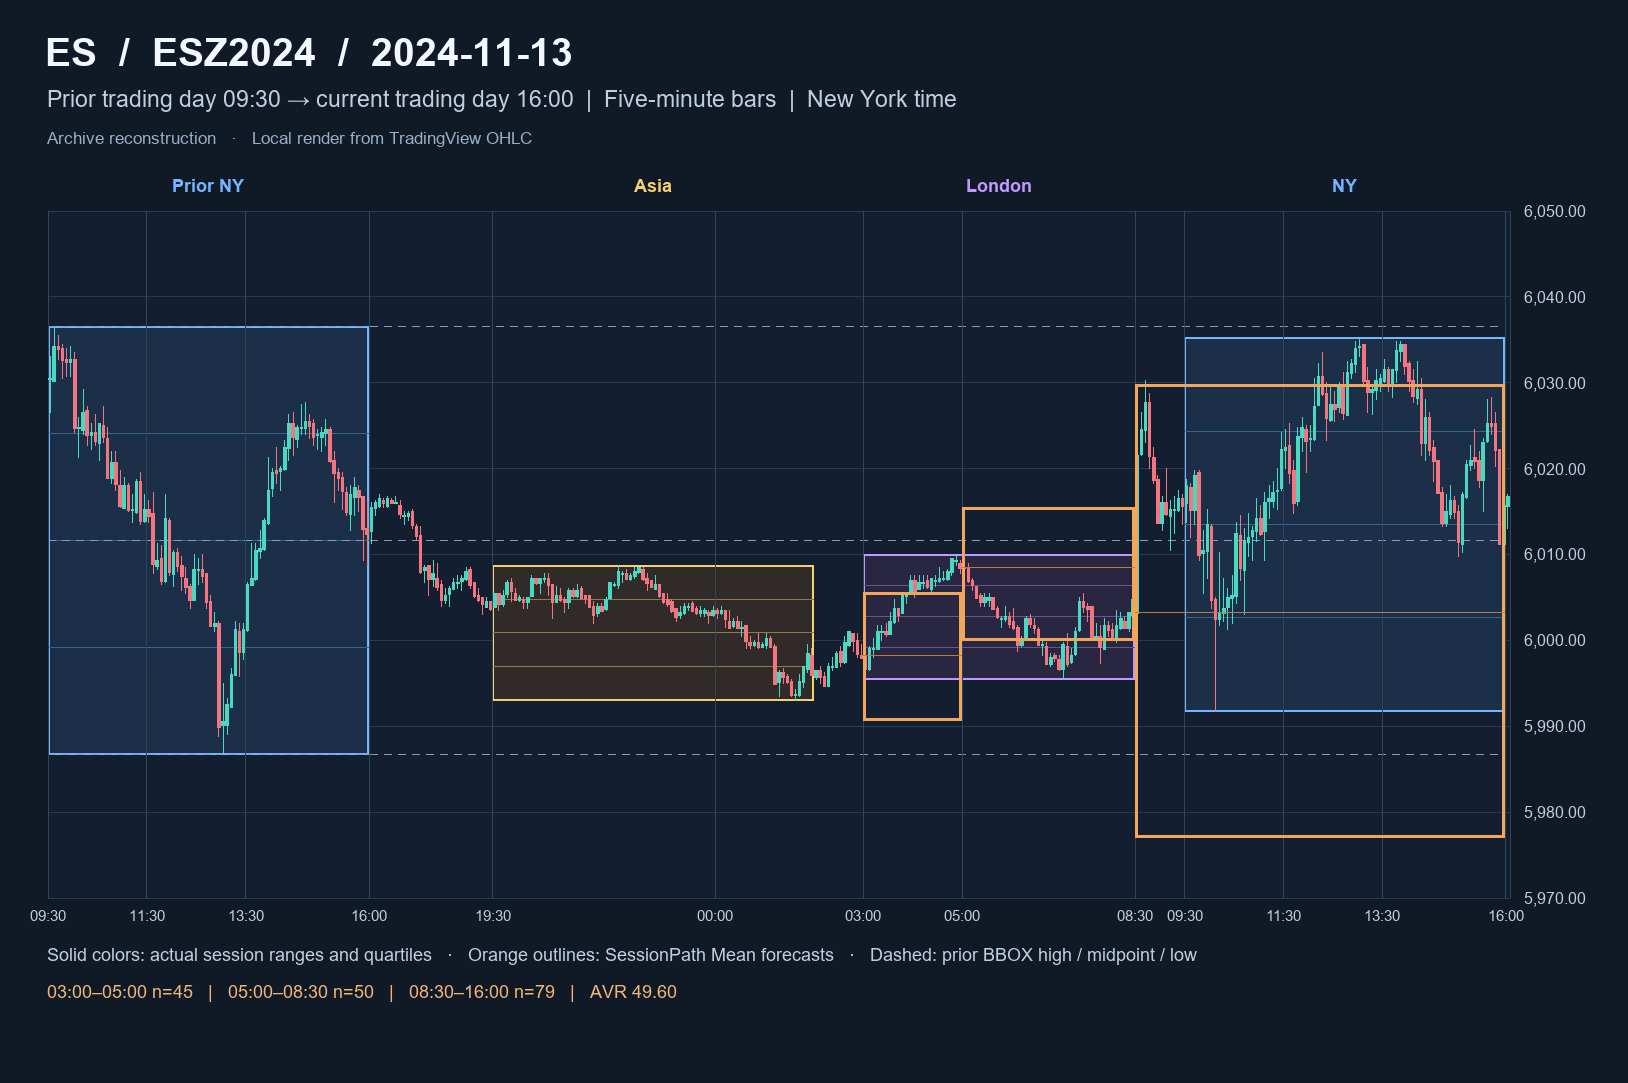 ES / ESZ2024 / 2024-11-13
Prior trading day 09:30 → current trading day 16:00 | Five-minute bars | New York time
Archive reconstruction · Local render from TradingView OHLC
Prior NY Asia London NY
6,050.00
6,040.00
6,030.00
6,020.00
6,010.00
6,000.00
5,990.00
5,980.00
5,970.00
09:30 11:30 13:30 16:00 19:30 00:00 03:00 05:00 08:30 09:30 11:30 13:30 16:00
Solid colors: actual session ranges and quartiles · Orange outlines: SessionPath Mean forecasts · Dashed: prior BBOX high / midpoint / low
03:00–05:00 n=45 | 05:00–08:30 n=50 | 08:30–16:00 n=79 | AVR 49.60